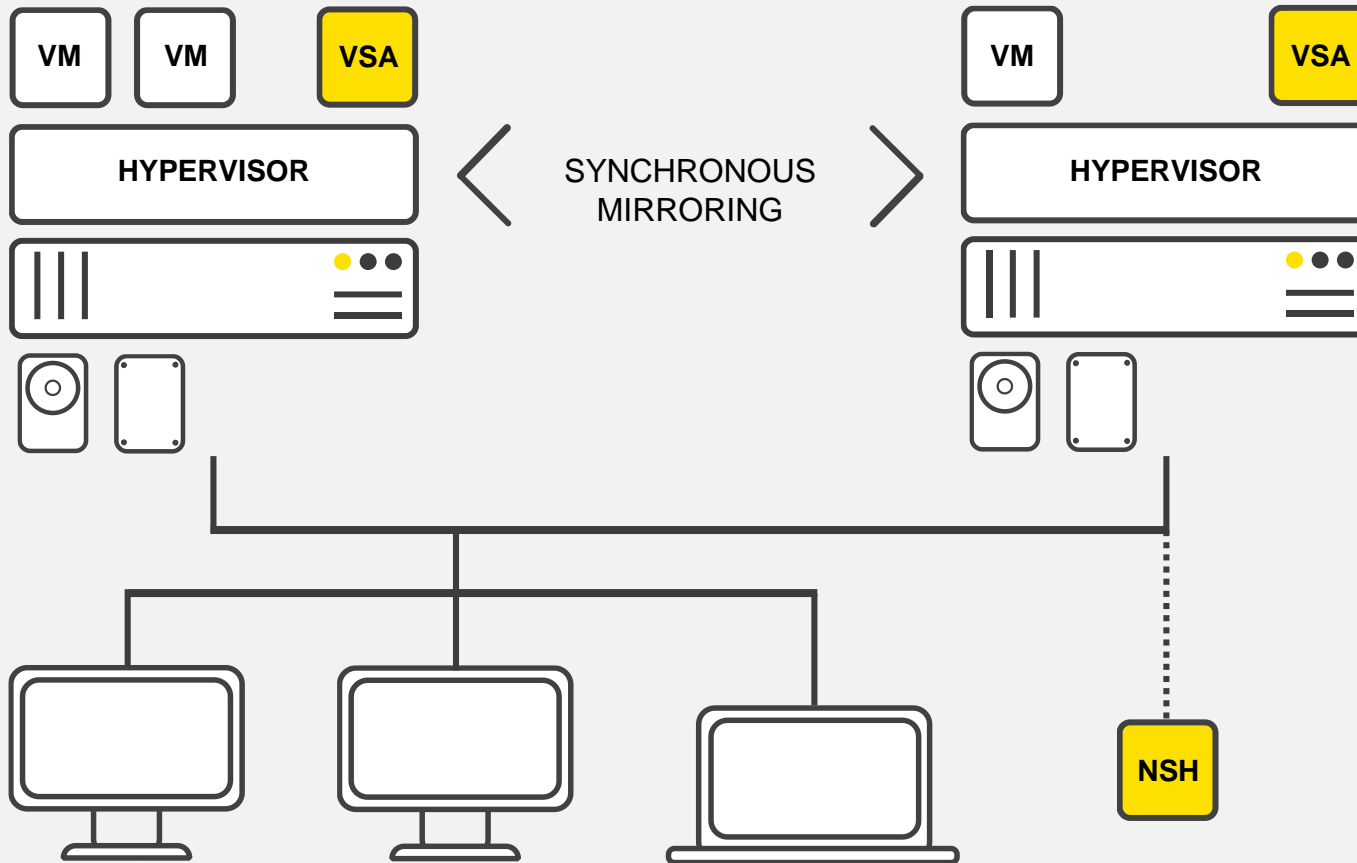 VM
VM
VSA
VM
VSA
HYPERVISOR
SYNCHRONOUS
MIRRORING
HYPERVISOR
NSH